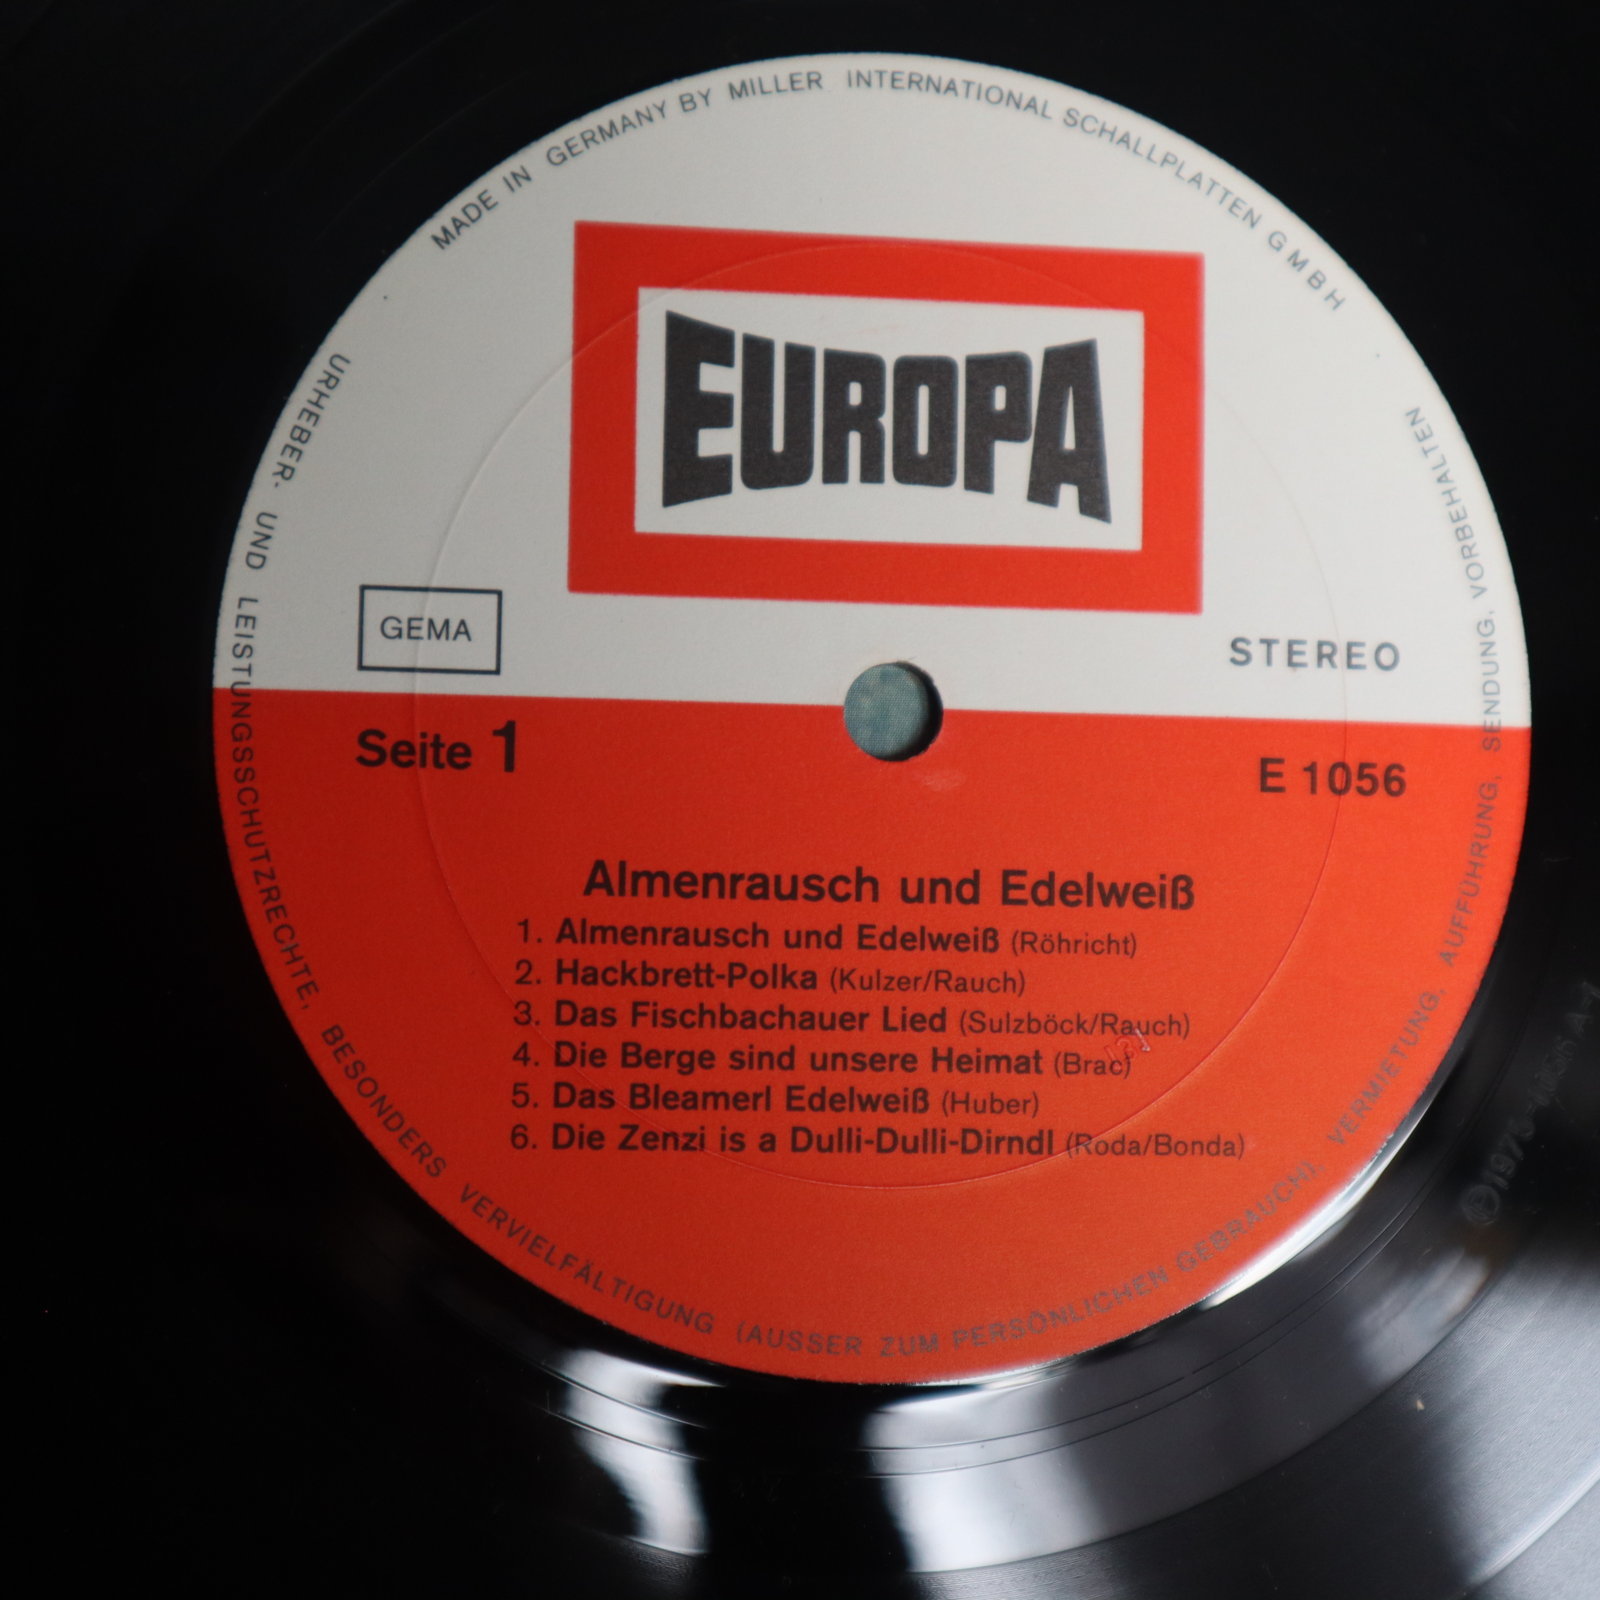 MADE IN GERMANY BY MILLER INTERNATIONAL SCHALLPLATTEN GMBH
EUROPA
GEMA
STEREO
Seite 1
E 1056
Almenrausch und Edelweiß
1. Almenrausch und Edelweiß (Röhricht)
2. Hackbrett-Polka (Kulzer/Rauch)
3. Das Fischbachauer Lied (Sulzböck/Rauch)
4. Die Berge sind unsere Heimat (Brac)
5. Das Bleamerl Edelweiß (Huber)
6. Die Zenzi is a Dulli-Dulli-Dirndl (Roda/Bonda)
URHEBER- UND LEISTUNGSSCHUTZRECHTE, BESONDERS VERVIELFÄLTIGUNG (AUSSER ZUM PERSÖNLICHEN GEBRAUCH), VERMIETUNG, AUFFÜHRUNG, SENDUNG, VORBEHALTEN